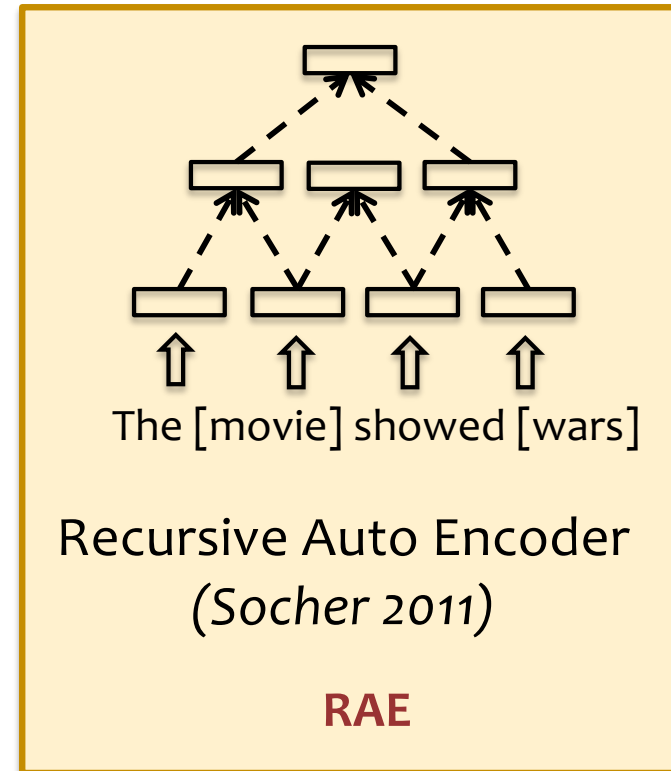 The [movie] showed [wars]
Recursive Auto Encoder
(Socher 2011)
RAE